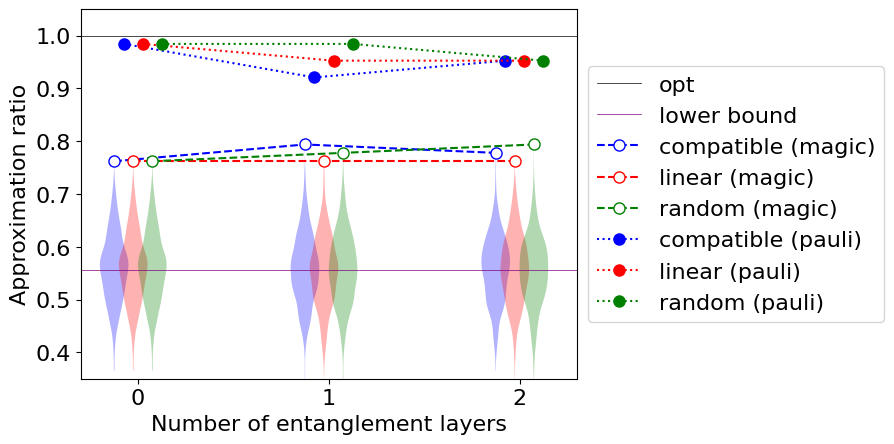 1.0
0.9
0.8
0.7
0.6
0.5
0.4
Approximation ratio
0 1 2
Number of entanglement layers
opt
lower bound
compatible (magic)
linear (magic)
random (magic)
compatible (pauli)
linear (pauli)
random (pauli)